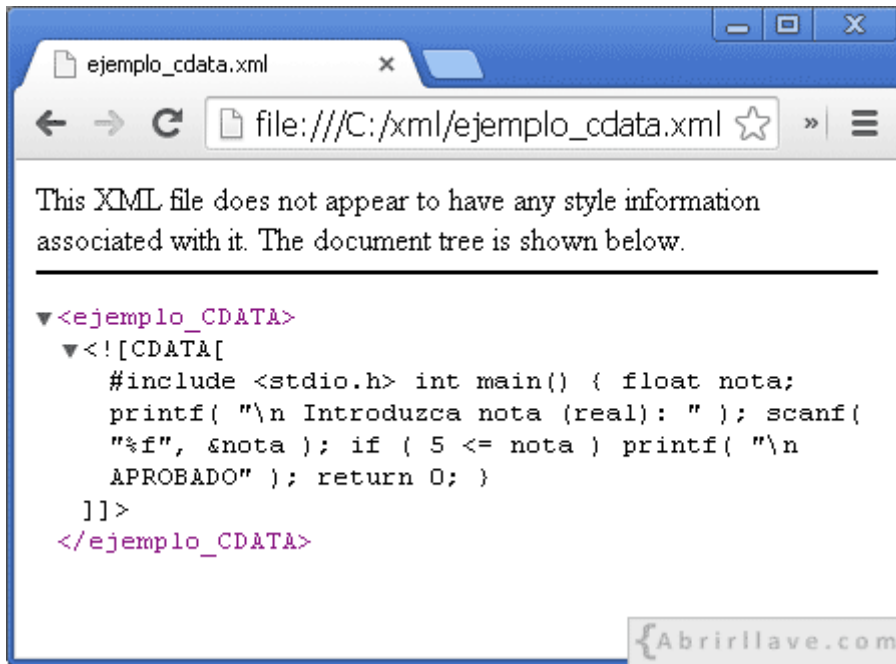 ejemplo_cdata.xml
file:///C:/xml/ejemplo_cdata.xml
This XML file does not appear to have any style information
associated with it. The document tree is shown below.
<ejemplo_CDATA>
<![CDATA[
#include <stdio.h> int main() { float nota;
printf( "\n Introduzca nota (real): " ); scanf(
"%f", &nota ); if ( 5 <= nota ) printf( "\n
APROBADO" ); return 0; }
]]>
</ejemplo_CDATA>
{Abrirllave.com